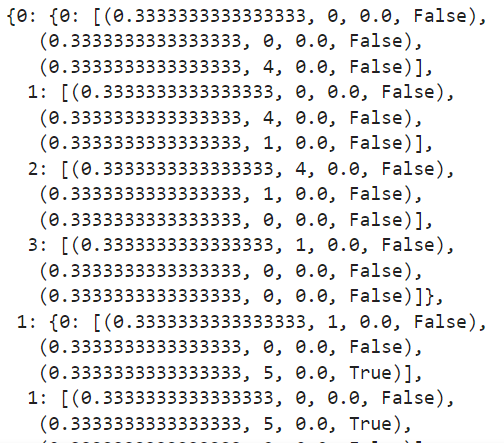 {0: {0: [(0.3333333333333333, 0, 0.0, False),
(0.3333333333333333, 0, 0.0, False),
(0.3333333333333333, 4, 0.0, False)],
1: [(0.3333333333333333, 0, 0.0, False),
(0.3333333333333333, 4, 0.0, False),
(0.3333333333333333, 1, 0.0, False)],
2: [(0.3333333333333333, 4, 0.0, False),
(0.3333333333333333, 1, 0.0, False),
(0.3333333333333333, 0, 0.0, False)],
3: [(0.3333333333333333, 1, 0.0, False),
(0.3333333333333333, 0, 0.0, False),
(0.3333333333333333, 0, 0.0, False)]},
1: {0: [(0.3333333333333333, 1, 0.0, False),
(0.3333333333333333, 0, 0.0, False),
(0.3333333333333333, 5, 0.0, True)],
1: [(0.3333333333333333, 0, 0.0, False),
(0.3333333333333333, 5, 0.0, True),